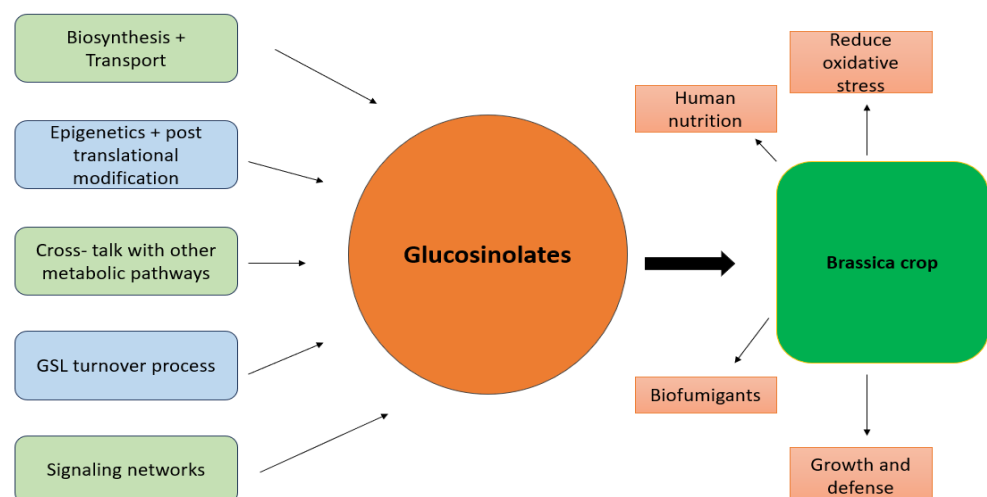 Biosynthesis +
Transport
Epigenetics + post
translational
modification
Cross- talk with other
metabolic pathways
GSL turnover process
Signaling networks
Glucosinolates
Human
nutrition
Reduce
oxidative
stress
Brassica crop
Biofumigants
Growth and
defense